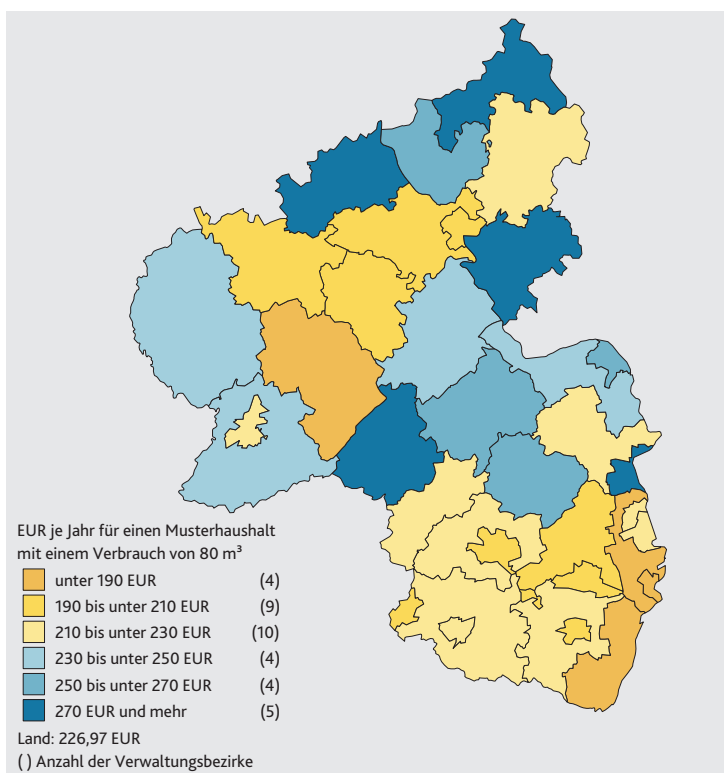 EUR je Jahr für einen Musterhaushalt
mit einem Verbrauch von 80 m³
unter 190 EUR (4)
190 bis unter 210 EUR (9)
210 bis unter 230 EUR (10)
230 bis unter 250 EUR (4)
250 bis unter 270 EUR (4)
270 EUR und mehr (5)
Land: 226,97 EUR
( ) Anzahl der Verwaltungsbezirke